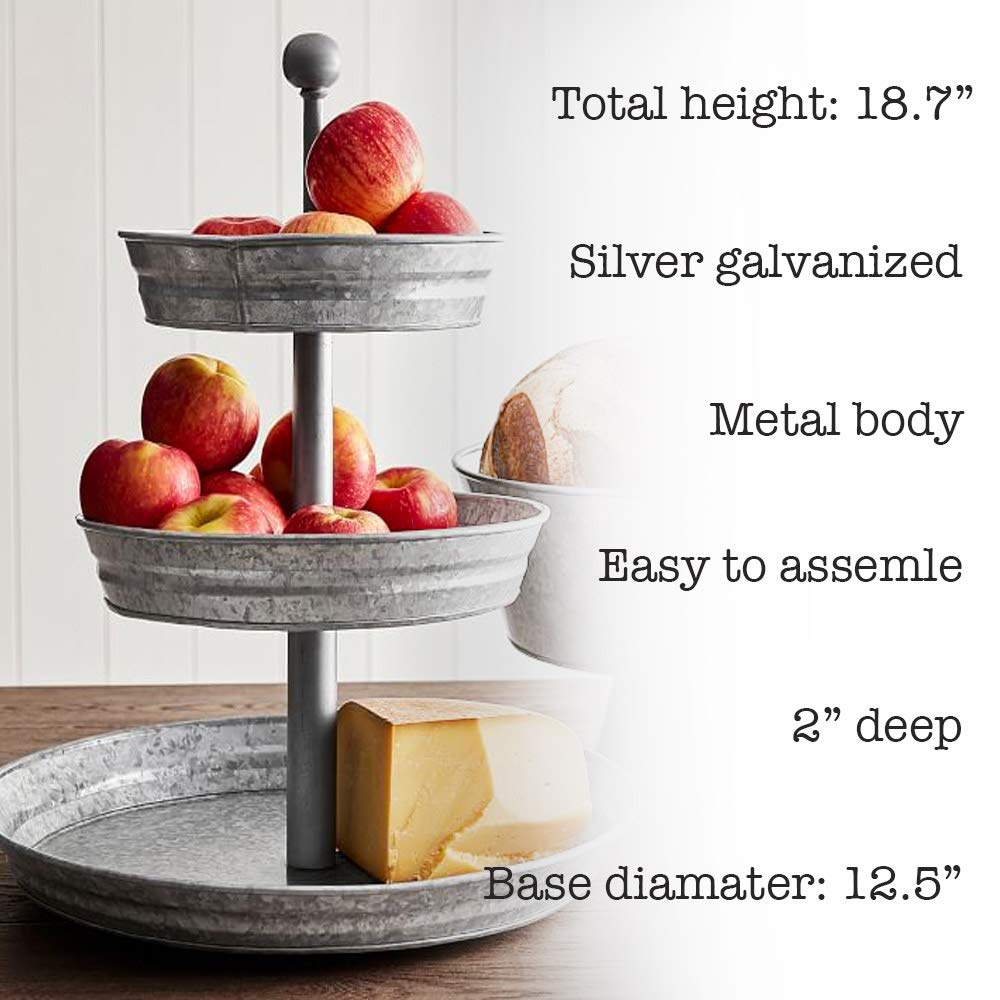 Total height: 18.7”
Silver galvanized
Metal body
Easy to assemle
2” deep
Base diamater: 12.5”